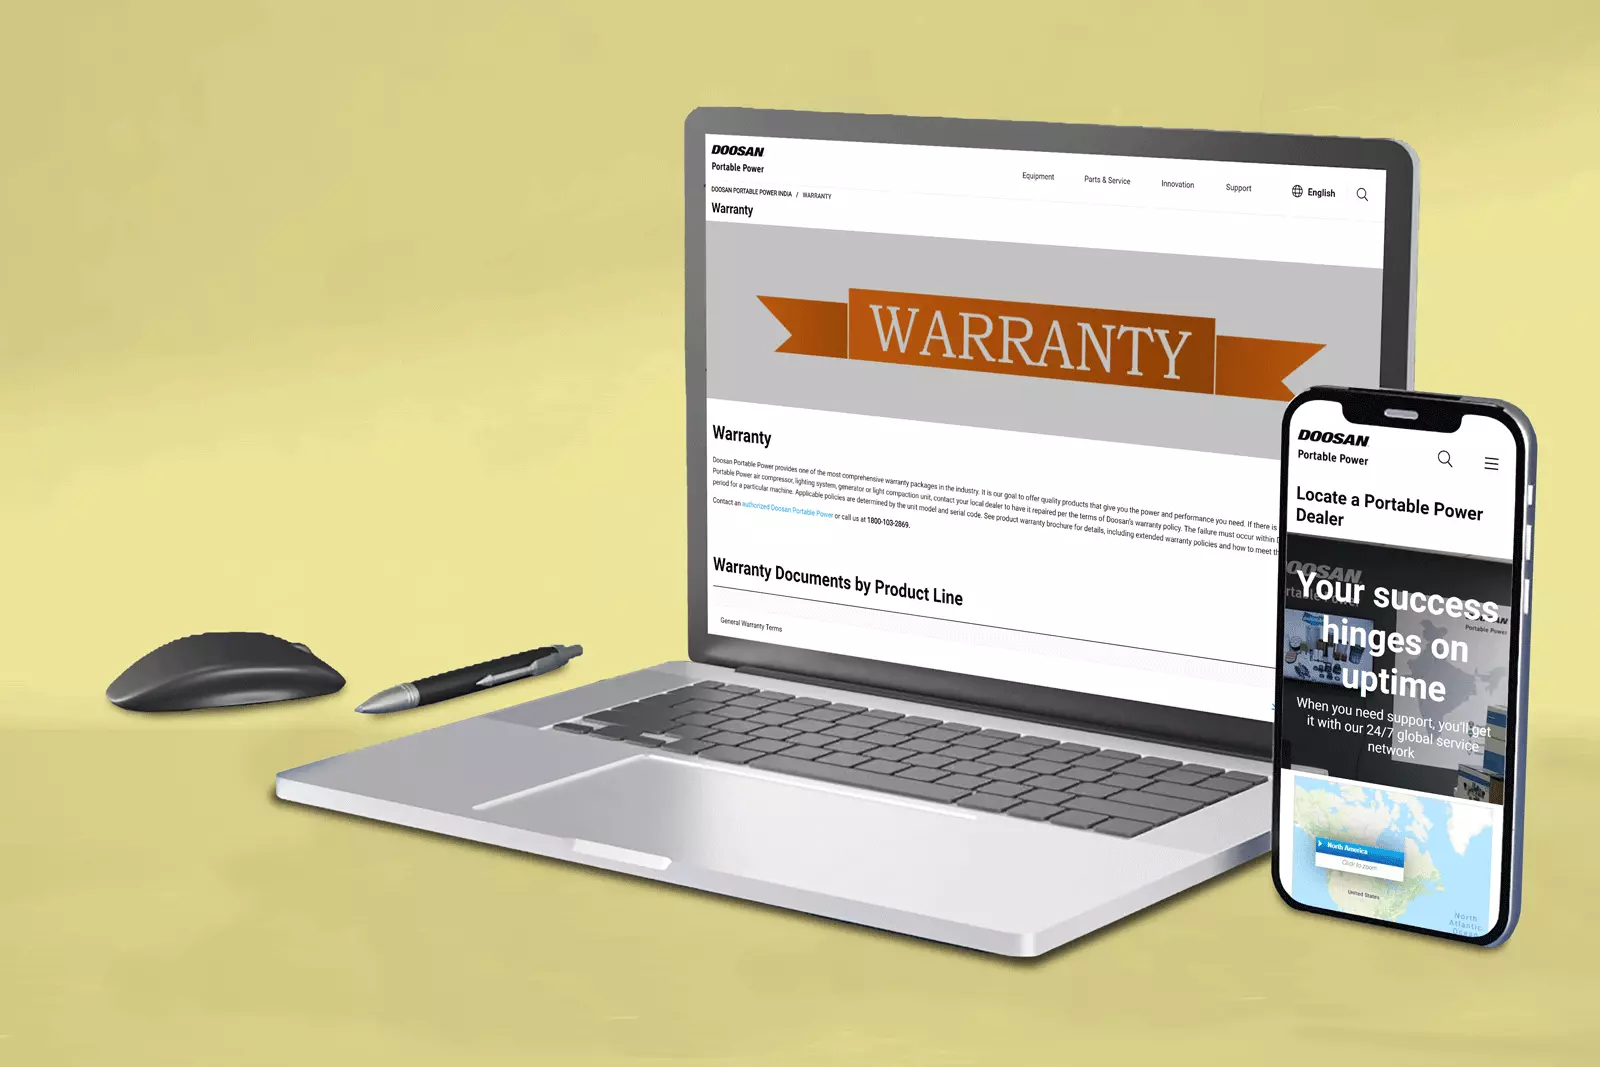 DOOSAN
Portable Power
Equipment
Parts & Service
Innovation
Support
English
DOOSAN PORTABLE POWER INDIA / WARRANTY
Warranty
WARRANTY
Warranty
Doosan Portable Power provides one of the most comprehensive warranty packages in the industry. It is our goal to offer quality products that give you the power and performance you need. If there is
Portable Power air compressor, lighting system, generator or light compaction unit, contact your local dealer to have it repaired per the terms of Doosan's warranty policy. The failure must occur within
period for a particular machine. Applicable policies are determined by the unit model and serial code. See product warranty brochure for details, including extended warranty policies and how to meet
Contact an authorized Doosan Portable Power or call us at 1800-103-2869.
Warranty Documents by Product Line
General Warranty Terms
DOOSAN
Portable Power
Locate a Portable Power
Dealer
DOOSAN
Portable Power
Your success
hinges on
uptime
When you need support, you'll get
it with our 24/7 global service
network
North America
Click to zoom
United States
North
Atlantic
Ocean